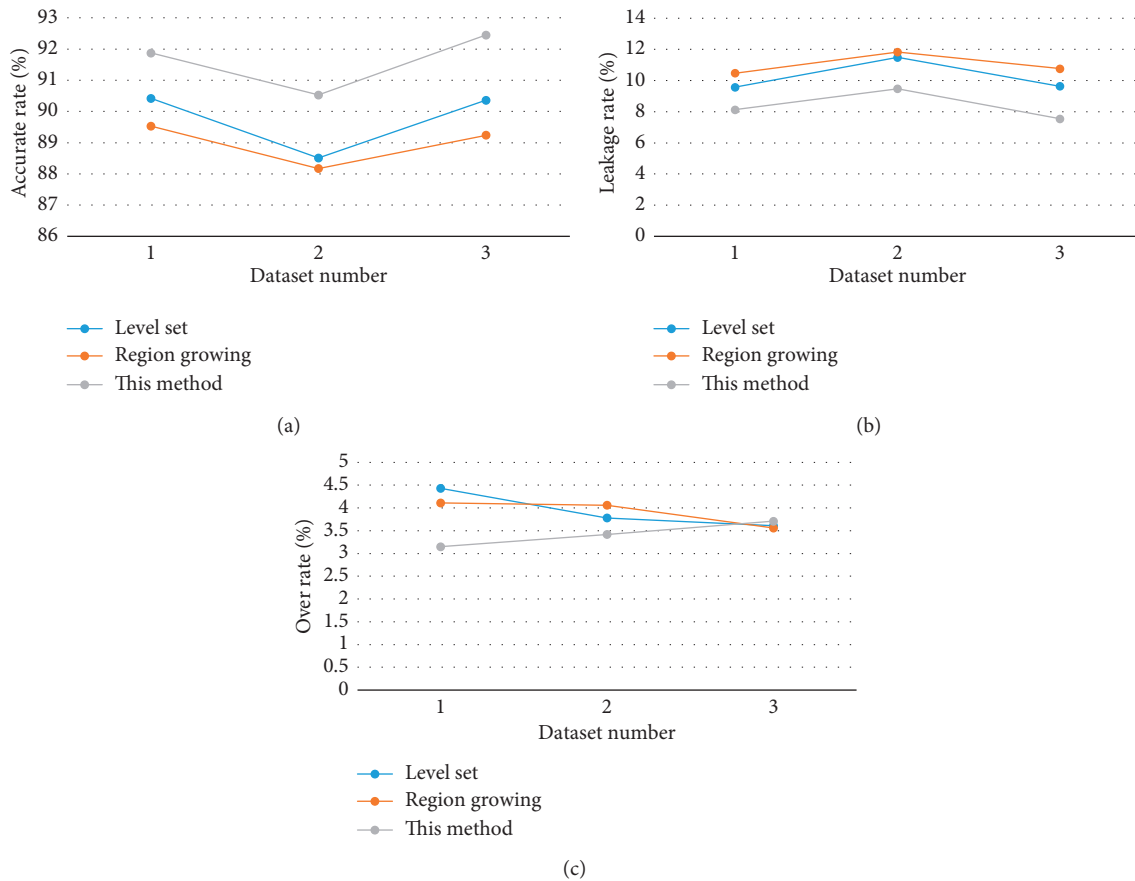 93
92
91
90
89
88
87
86
Accurate rate (%)
1 2 3
Dataset number
Level set
Region growing
This method
(a)
14
12
10
8
6
4
2
0
Leakage rate (%)
1 2 3
Dataset number
Level set
Region growing
This method
(b)
5
4.5
4
3.5
3
2.5
2
1.5
1
0.5
0
Over rate (%)
1 2 3
Dataset number
Level set
Region growing
This method
(c)